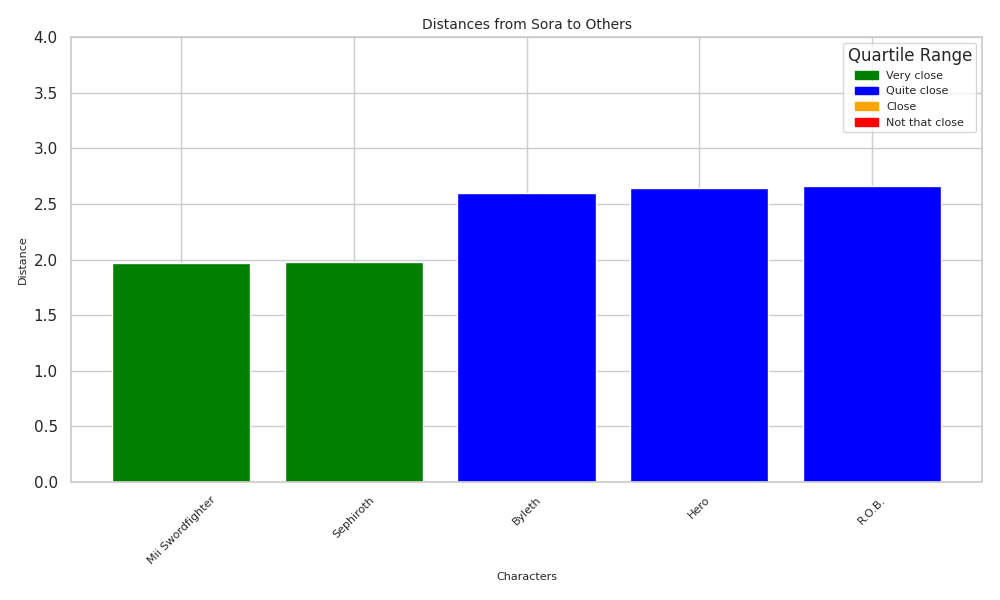 Distances from Sora to Others
4.0
3.5
3.0
2.5
2.0
1.5
1.0
0.5
0.0
Distance
Quartile Range
Very close
Quite close
Close
Not that close
Mii Swordfighter
Sephiroth
Byleth
Hero
R.O.B.
Characters